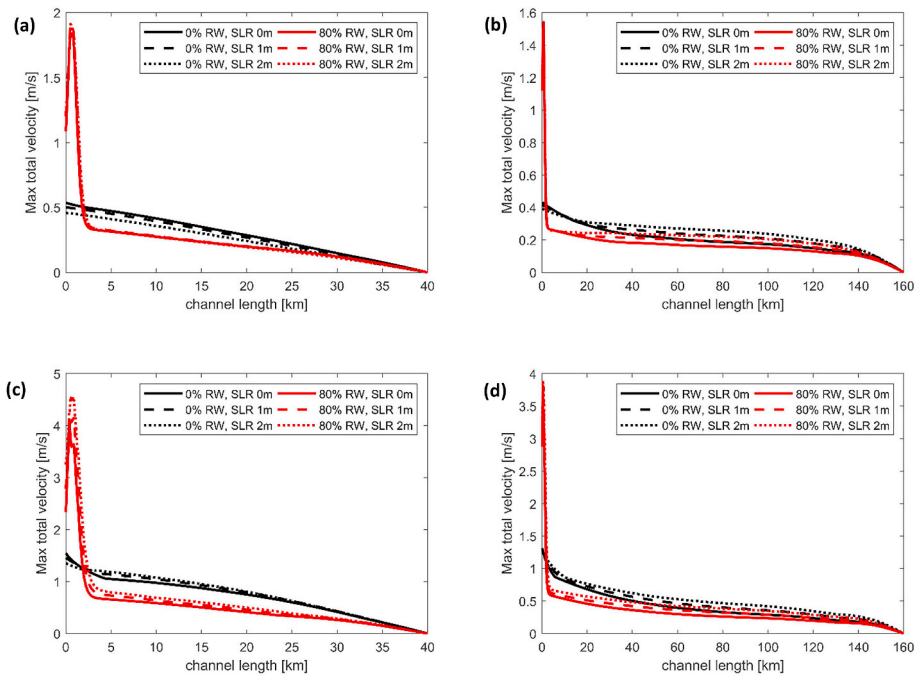 (a)
2
1.5
1
0.5
0
Max total velocity [m/s]
0% RW, SLR 0m 80% RW, SLR 0m
0% RW, SLR 1m 80% RW, SLR 1m
0% RW, SLR 2m 80% RW, SLR 2m
0 5 10 15 20 25 30 35 40
channel length [km]
(b)
1.6
1.4
1.2
1
0.8
0.6
0.4
0.2
0
Max total velocity [m/s]
0% RW, SLR 0m 80% RW, SLR 0m
0% RW, SLR 1m 80% RW, SLR 1m
0% RW, SLR 2m 80% RW, SLR 2m
0 20 40 60 80 100 120 140 160
channel length [km]
(c)
5
4
3
2
1
0
Max total velocity [m/s]
0% RW, SLR 0m 80% RW, SLR 0m
0% RW, SLR 1m 80% RW, SLR 1m
0% RW, SLR 2m 80% RW, SLR 2m
0 5 10 15 20 25 30 35 40
channel length [km]
(d)
4
3.5
3
2.5
2
1.5
1
0.5
0
Max total velocity [m/s]
0% RW, SLR 0m 80% RW, SLR 0m
0% RW, SLR 1m 80% RW, SLR 1m
0% RW, SLR 2m 80% RW, SLR 2m
0 20 40 60 80 100 120 140 160
channel length [km]